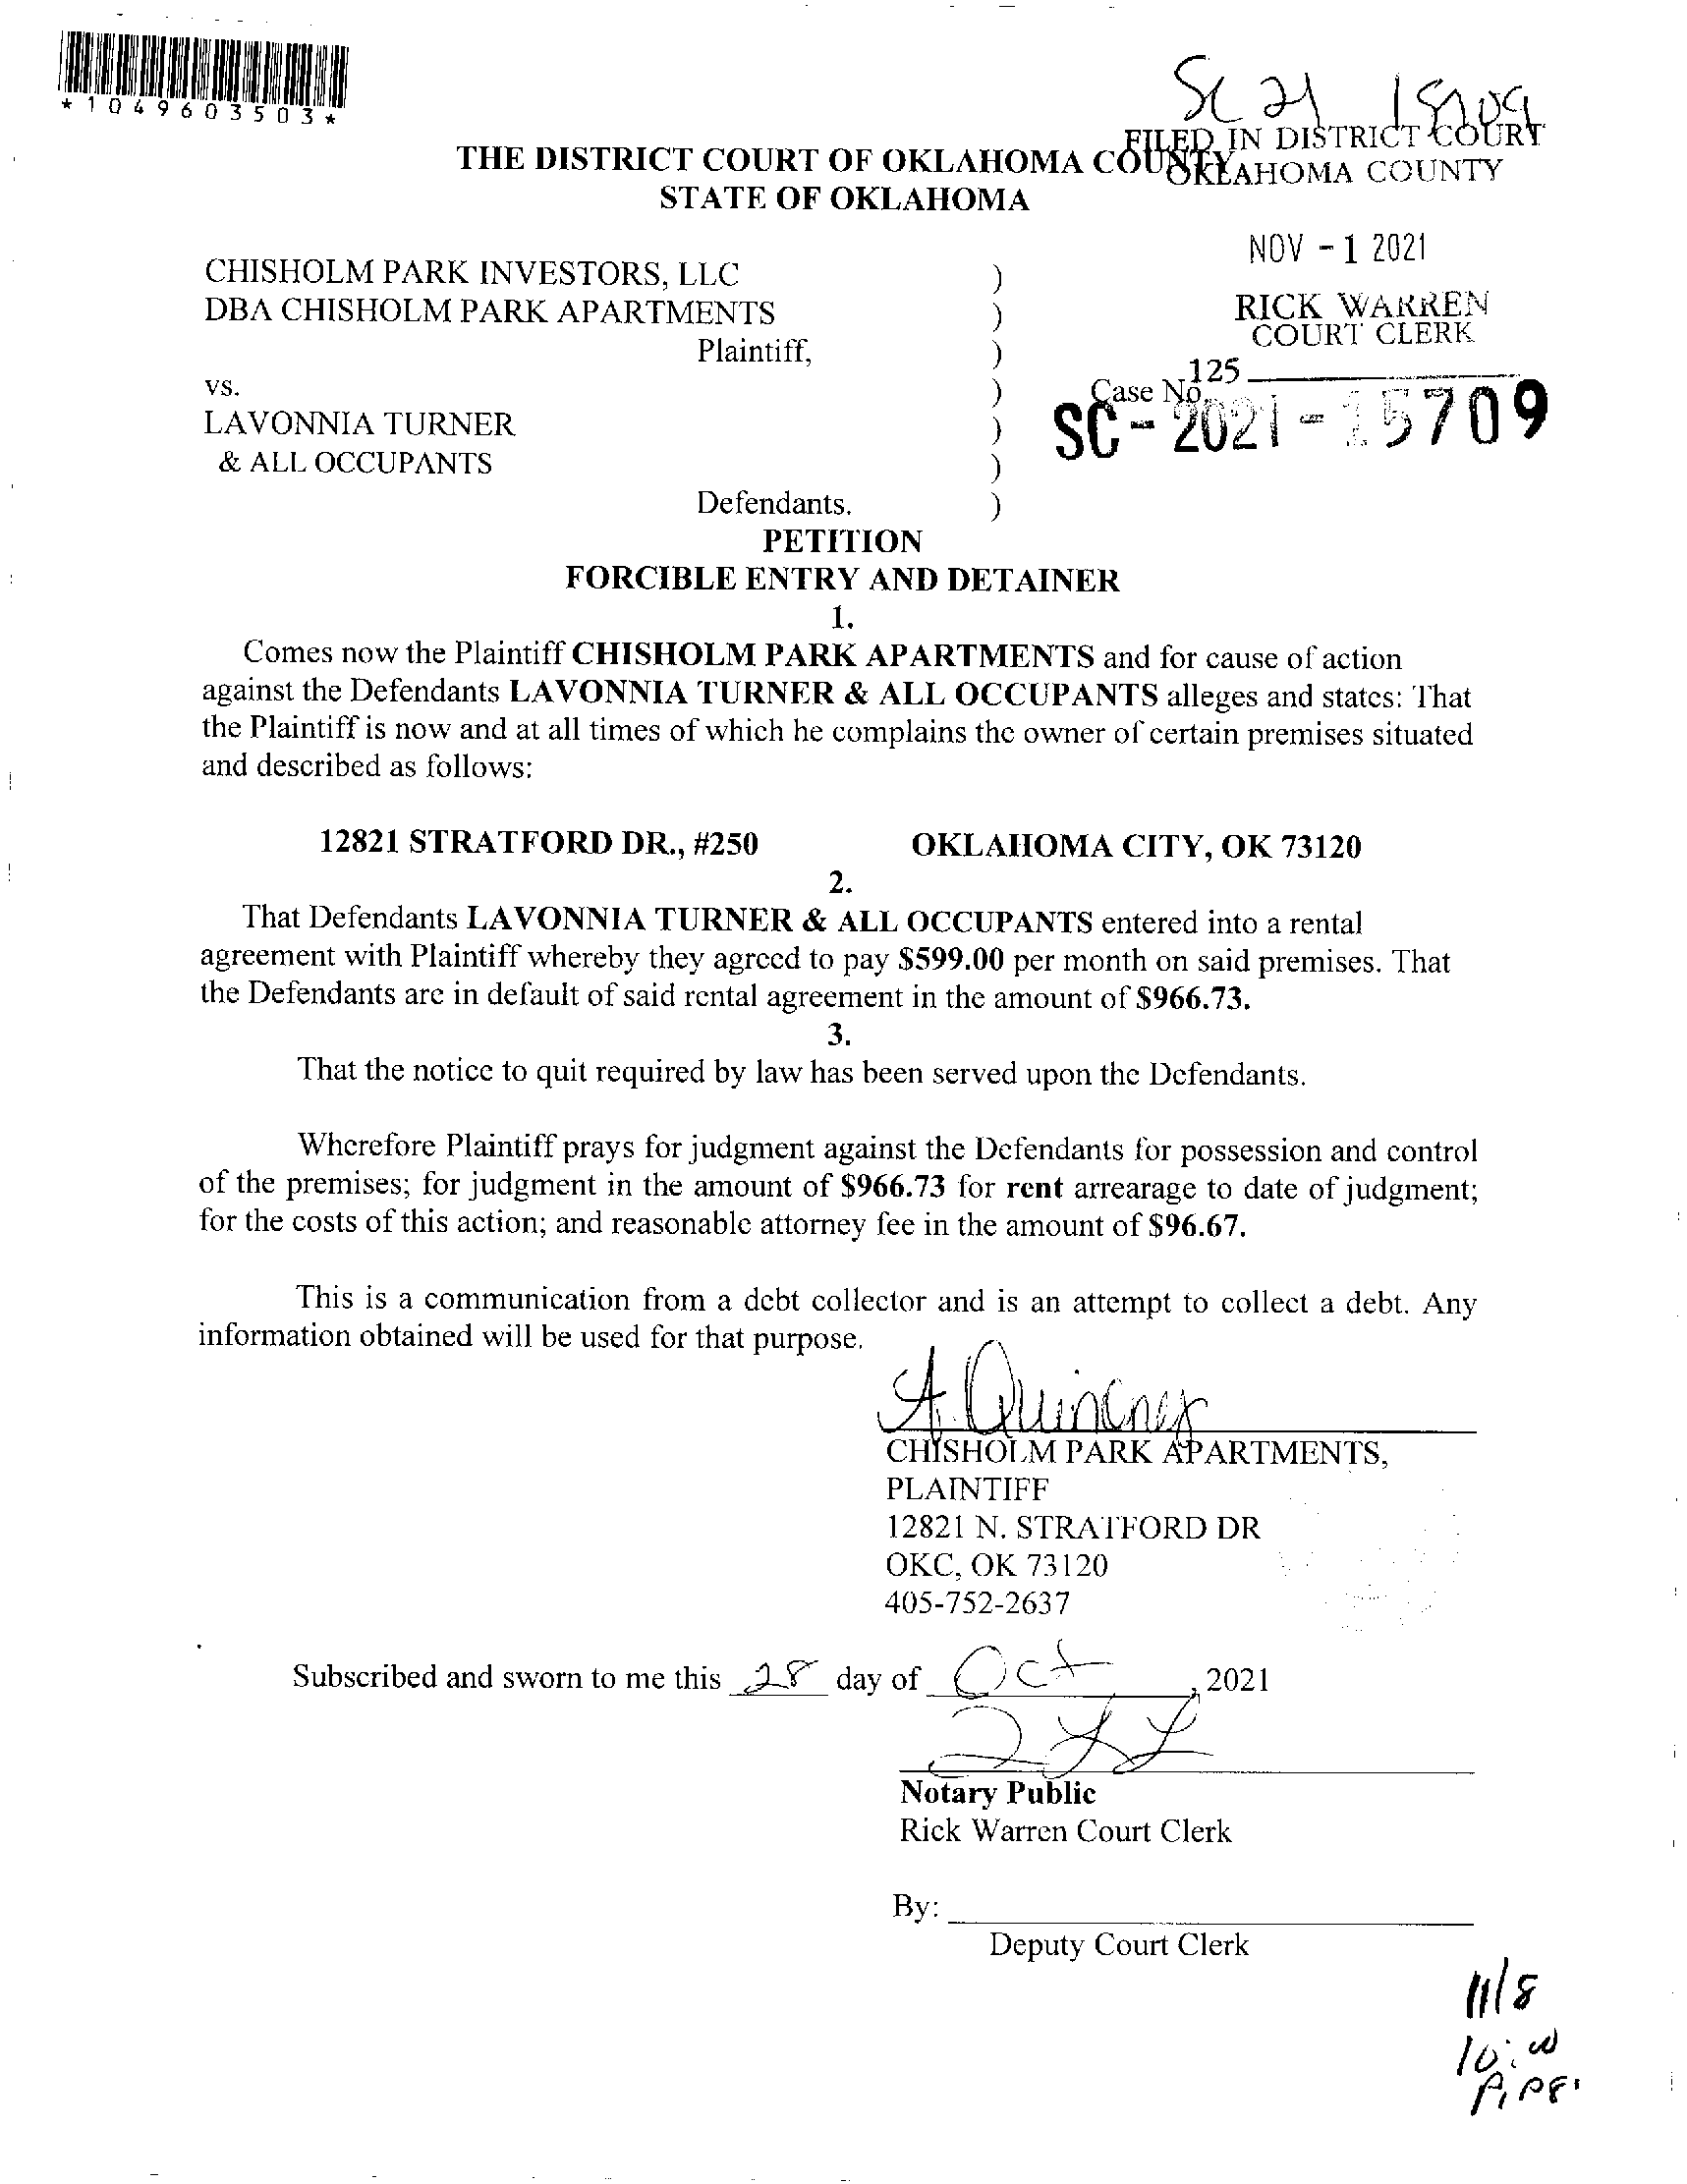 *1049603503*
SC 21 15709
FILED IN DISTRICT COURT
THE DISTRICT COURT OF OKLAHOMA COUNTY
OKLAHOMA COUNTY
STATE OF OKLAHOMA
NOV - 1 2021
CHISHOLM PARK INVESTORS, LLC )
DBA CHISHOLM PARK APARTMENTS )
RICK WARREN
COURT CLERK
Plaintiff, )
125
vs. ) Case No.
SC-2021-15709
LAVONNIA TURNER )
& ALL OCCUPANTS )
Defendants. )
PETITION
FORCIBLE ENTRY AND DETAINER
1.
Comes now the Plaintiff CHISHOLM PARK APARTMENTS and for cause of action
against the Defendants LAVONNIA TURNER & ALL OCCUPANTS alleges and states: That
the Plaintiff is now and at all times of which he complains the owner of certain premises situated
and described as follows:
12821 STRATFORD DR., #250 OKLAHOMA CITY, OK 73120
2.
That Defendants LAVONNIA TURNER & ALL OCCUPANTS entered into a rental
agreement with Plaintiff whereby they agreed to pay $599.00 per month on said premises. That
the Defendants are in default of said rental agreement in the amount of $966.73.
3.
That the notice to quit required by law has been served upon the Defendants.
Wherefore Plaintiff prays for judgment against the Defendants for possession and control
of the premises; for judgment in the amount of $966.73 for rent arrearage to date of judgment;
for the costs of this action; and reasonable attorney fee in the amount of $96.67.
This is a communication from a debt collector and is an attempt to collect a debt. Any
information obtained will be used for that purpose.
A. Quincney
CHISHOLM PARK APARTMENTS,
PLAINTIFF
12821 N. STRATFORD DR
OKC, OK 73120
405-752-2637
Subscribed and sworn to me this 28 day of Oct, 2021
Notary Public
Rick Warren Court Clerk
By:
Deputy Court Clerk
11/8
10:00